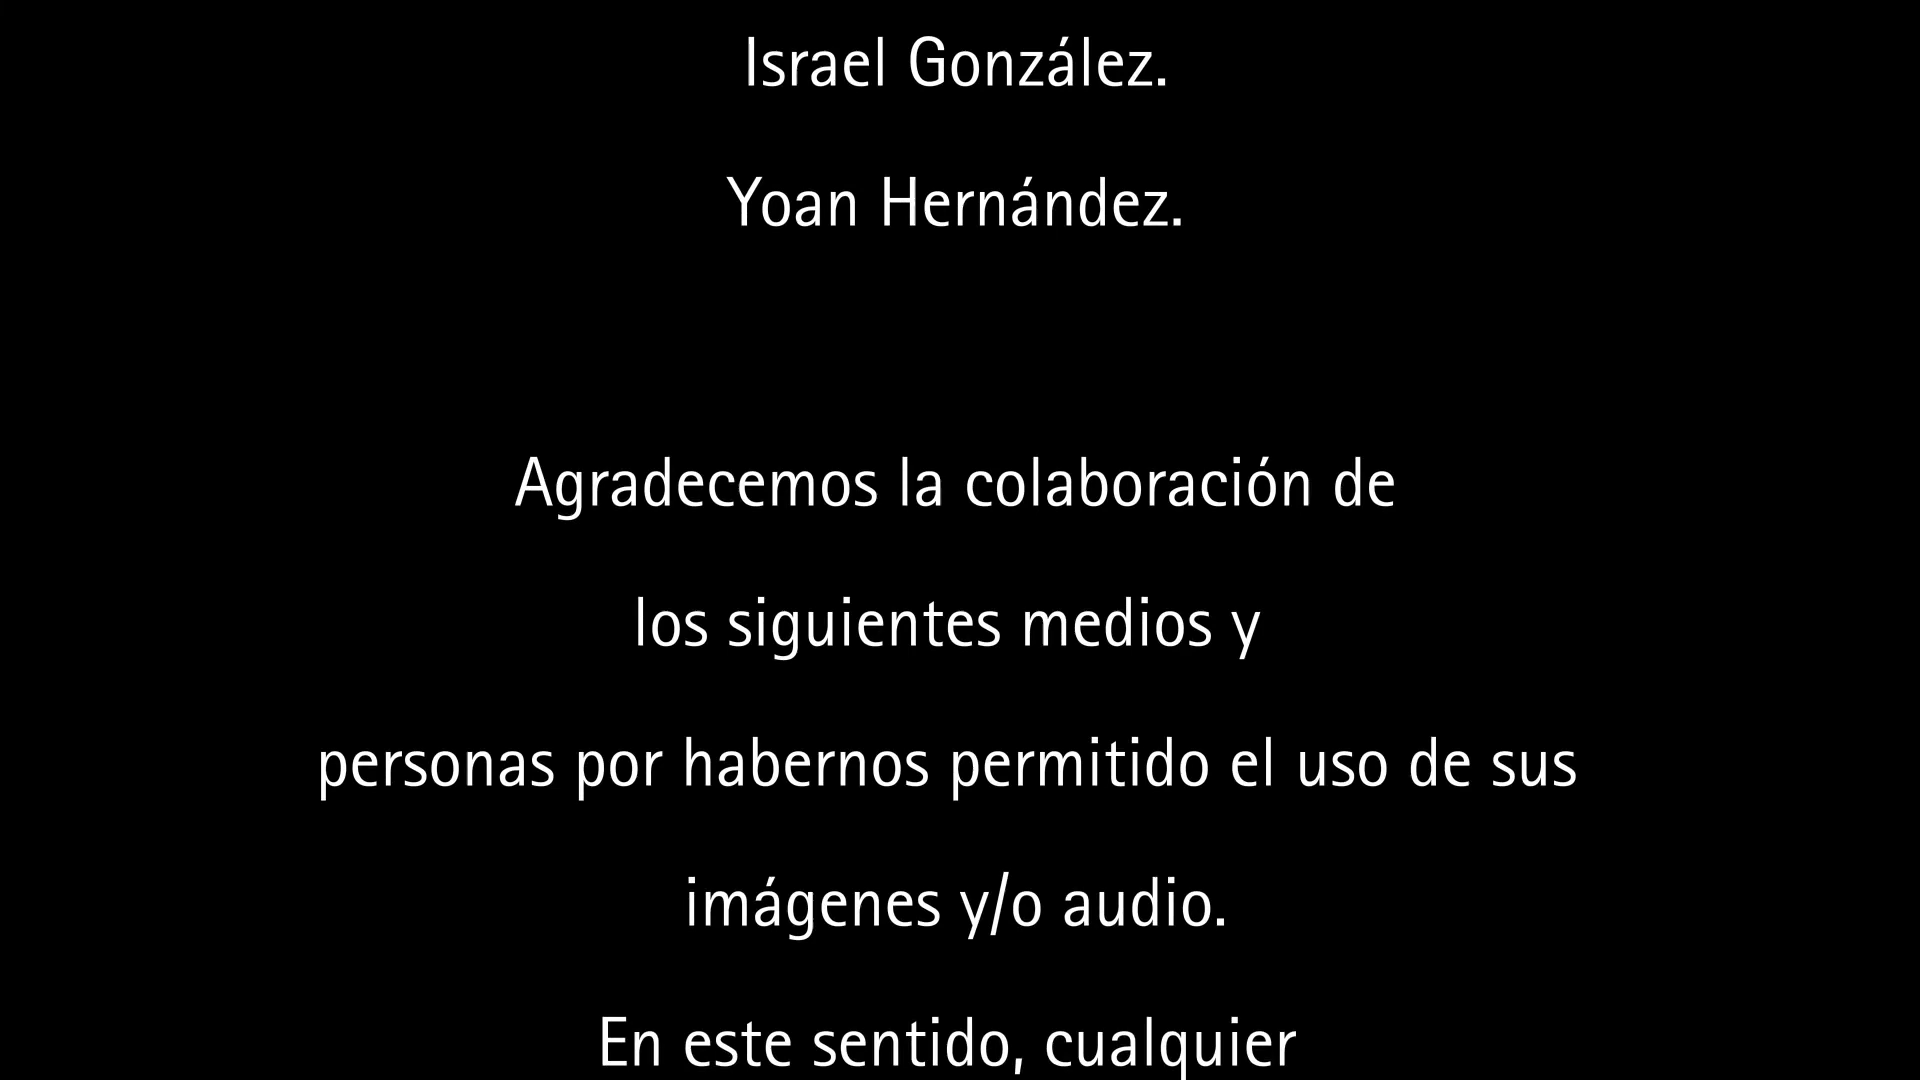 Israel González.
Yoan Hernández.
Agradecemos la colaboración de
los siguientes medios y
personas por habernos permitido el uso de sus
imágenes y/o audio.
En este sentido, cualquier